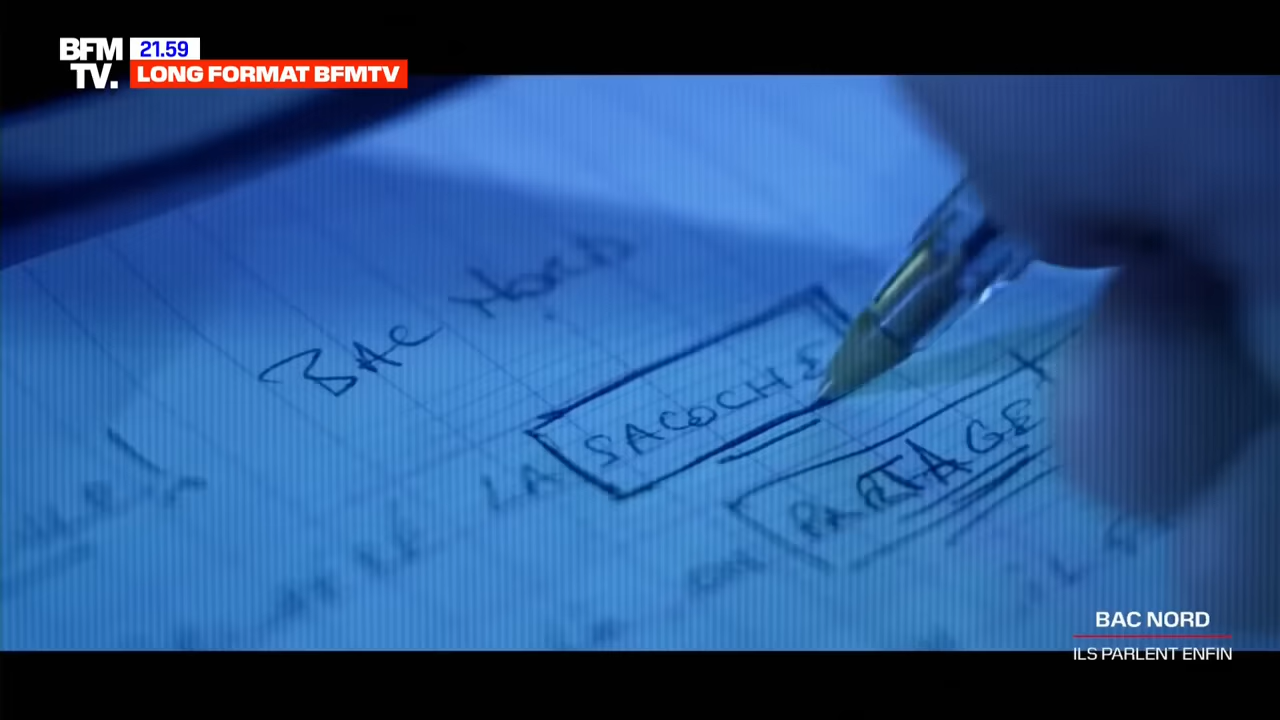 BFM
TV.
21.59
LONG FORMAT BFMTV
BAC NORD
SACOCHE
LA
PARTAGE
BAC NORD
ILS PARLENT ENFIN